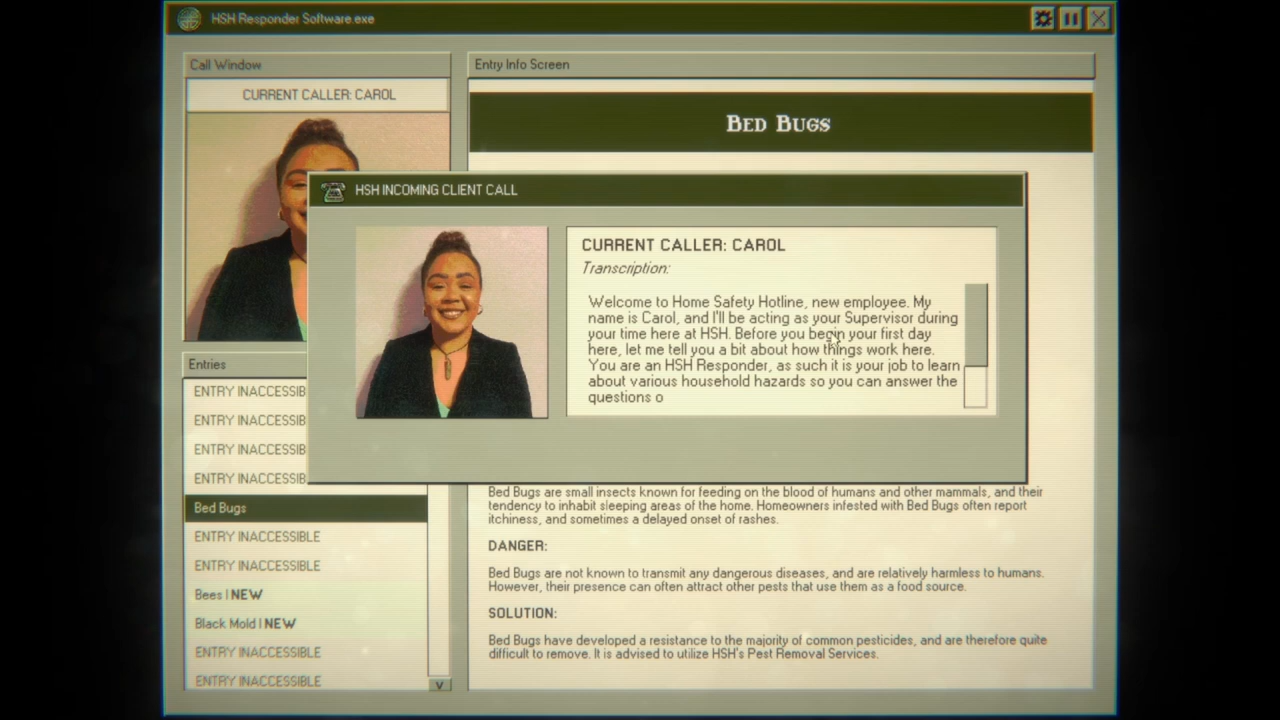 HSH Responder Software.exe
Call Window
CURRENT CALLER: CAROL
Entry Info Screen
BED BUGS
HSH INCOMING CLIENT CALL
CURRENT CALLER: CAROL
Transcription:
Welcome to Home Safety Hotline, new employee. My
name is Carol, and I'll be acting as your Supervisor during
your time here at HSH. Before you begin your first day
here, let me tell you a bit about how things work here.
You are an HSH Responder, as such it is your job to learn
about various household hazards so you can answer the
questions o
Entries
ENTRY INACCESSIB
ENTRY INACCESSIB
ENTRY INACCESSIB
ENTRY INACCESSIB
Bed Bugs
ENTRY INACCESSIBLE
ENTRY INACCESSIBLE
Bees | NEW
Black Mold | NEW
ENTRY INACCESSIBLE
ENTRY INACCESSIBLE
V
Bed Bugs are small insects known for feeding on the blood of humans and other mammals, and their
tendency to inhabit sleeping areas of the home. Homeowners infested with Bed Bugs often report
itchiness, and sometimes a delayed onset of rashes.
DANGER:
Bed Bugs are not known to transmit any dangerous diseases, and are relatively harmless to humans.
However, their presence can often attract other pests that use them as a food source.
SOLUTION:
Bed Bugs have developed a resistance to the majority of common pesticides, and are therefore quite
difficult to remove. It is advised to utilize HSH's Pest Removal Services.